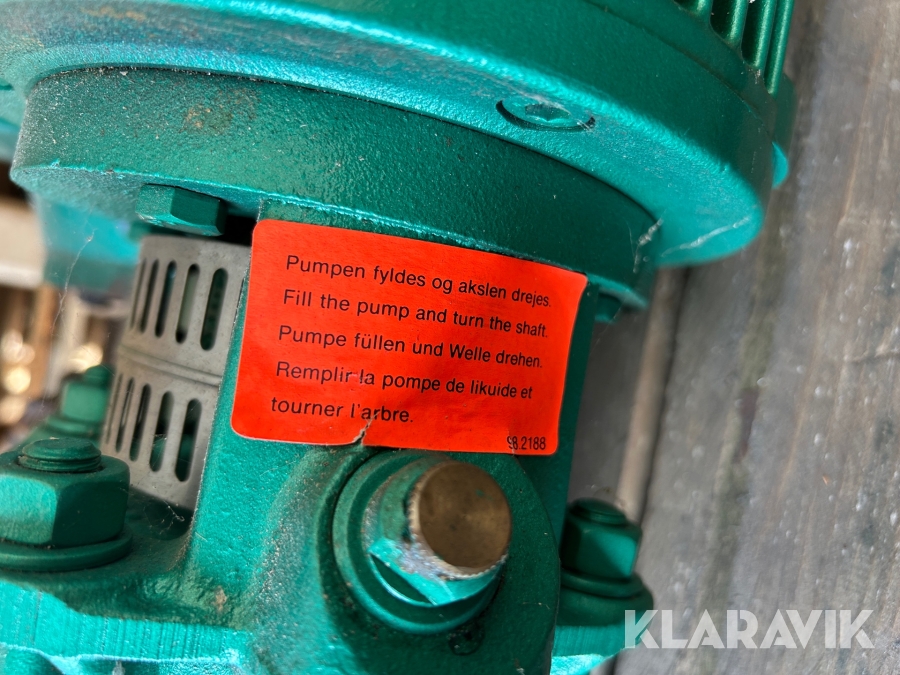 Pumpen fyldes og akslen drejes.
Fill the pump and turn the shaft.
Pumpe füllen und Welle drehen.
Remplir la pompe de likuide et
tourner l'arbre.
98.2188
KLARAVIK